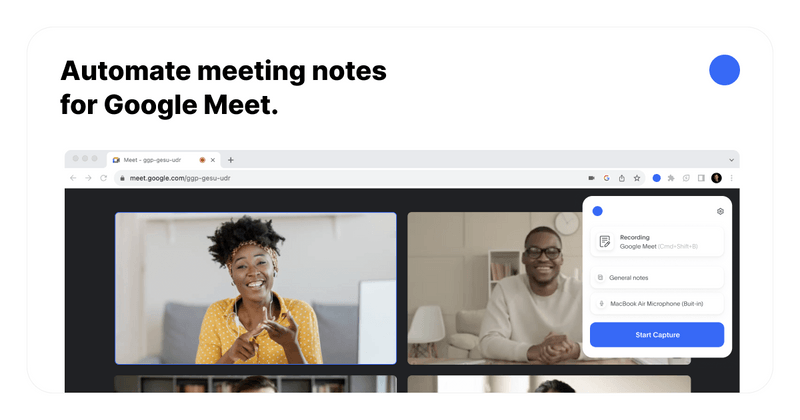 Automate meeting notes
for Google Meet.
Meet - ggp-gesu-udr
meet.google.com/ggp-gesu-udr
Recording
Google Meet (Cmd+Shift+B)
General notes
MacBook Air Microphone (Buit-in)
Start Capture